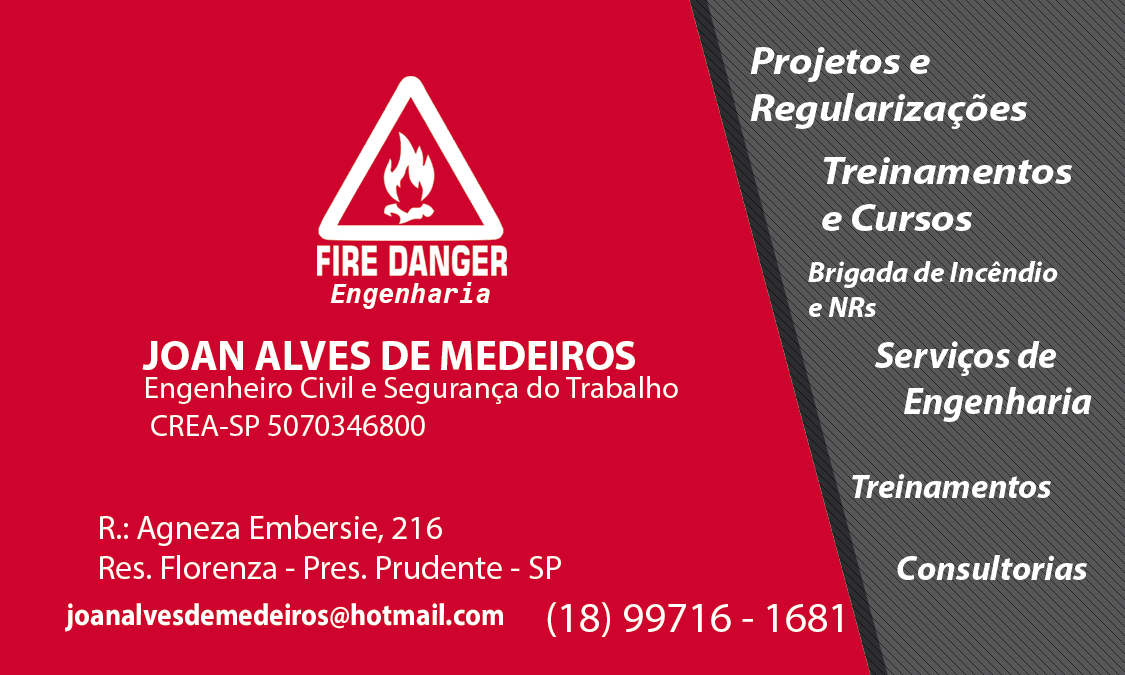 FIRE DANGER
Engenharia
JOAN ALVES DE MEDEIROS
Engenheiro Civil e Segurança do Trabalho
CREA-SP 5070346800
R.: Agneza Embersie, 216
Res. Florenza - Pres. Prudente - SP
joanalvesdemedeiros@hotmail.com
(18) 99716 - 1681
Projetos e
Regularizações
Treinamentos
e Cursos
Brigada de Incêndio
e NRs
Serviços de
Engenharia
Treinamentos
Consultorias